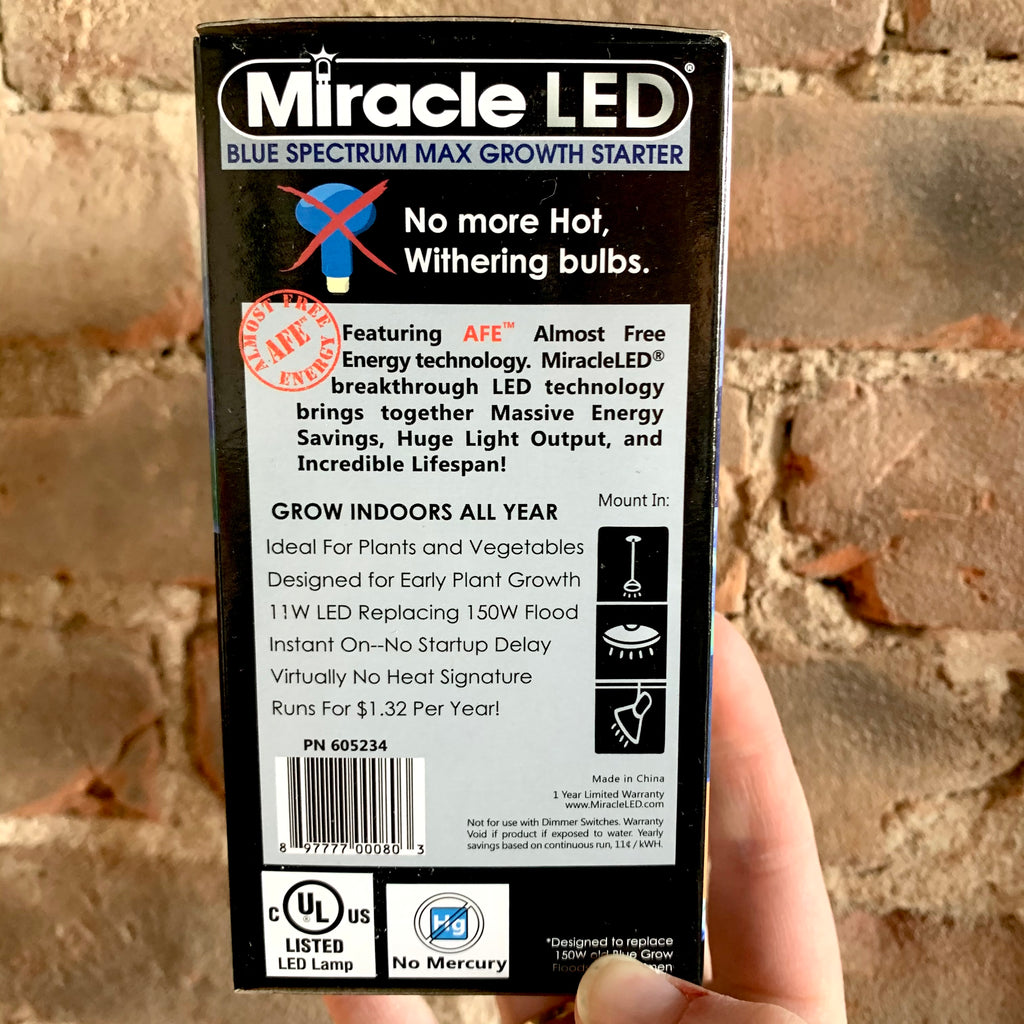 Miracle LED®
BLUE SPECTRUM MAX GROWTH STARTER
No more Hot,
Withering bulbs.
ALMOST FREE
AFE™
ENERGY
Featuring AFE™ Almost Free
Energy technology. MiracleLED®
breakthrough LED technology
brings together Massive Energy
Savings, Huge Light Output, and
Incredible Lifespan!
GROW INDOORS ALL YEAR
Ideal For Plants and Vegetables
Designed for Early Plant Growth
11W LED Replacing 150W Flood
Instant On--No Startup Delay
Virtually No Heat Signature
Runs For $1.32 Per Year!
Mount In:
PN 605234
8 97777 00080 3
Made in China
1 Year Limited Warranty
www.MiracleLED.com
Not for use with Dimmer Switches. Warranty
Void if product if exposed to water. Yearly
savings based on continuous run, 11¢ / kWH.
C UL® US
LISTED
LED Lamp
Hg
No Mercury
*Designed to replace
150W old Blue Grow